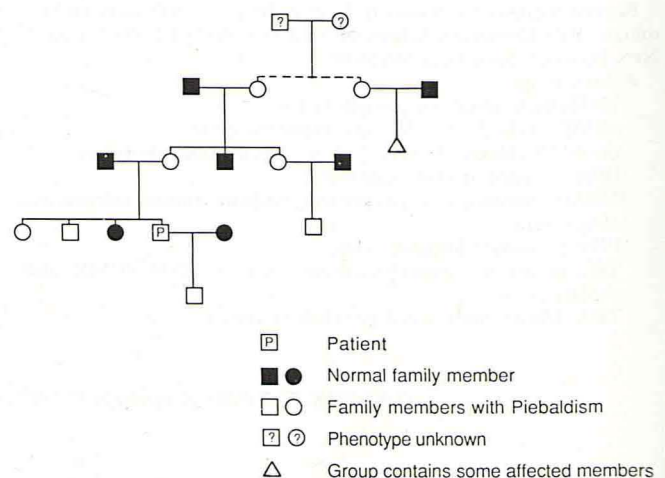 ? ?
P
P Patient
Normal family member
Family members with Piebaldism
? ? Phenotype unknown
Group contains some affected members